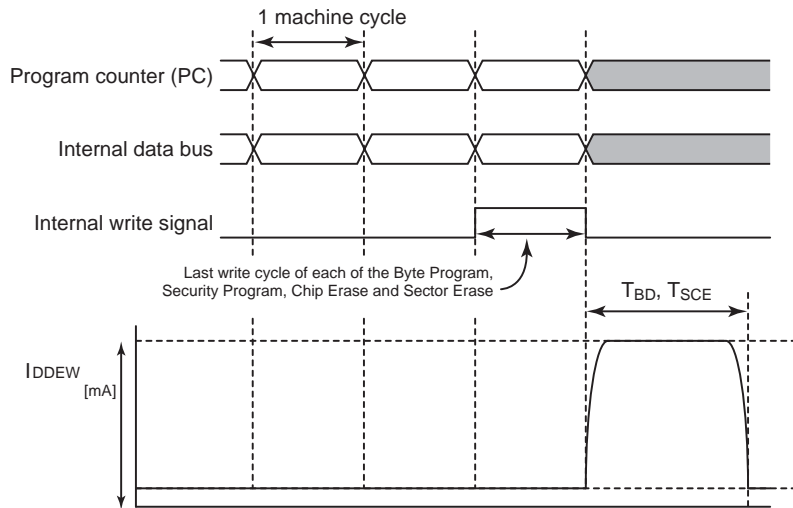 1 machine cycle
Program counter (PC)
Internal data bus
Internal write signal
Last write cycle of each of the Byte Program,
Security Program, Chip Erase and Sector Erase
TBD, TSCE
IDDEW
[mA]